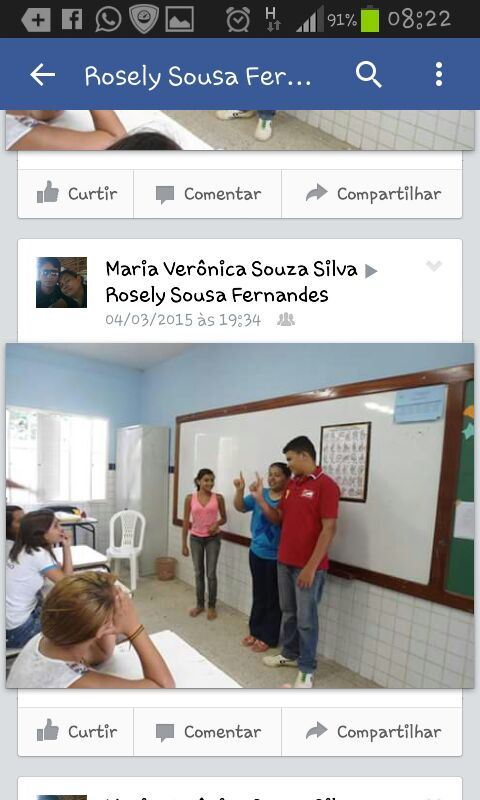 H
91%
08:22
Rosely Sousa Fer...
Curtir
Comentar
Compartilhar
Maria Verônica Souza Silva
Rosely Sousa Fernandes
04/03/2015 às 19:34
Curtir
Comentar
Compartilhar